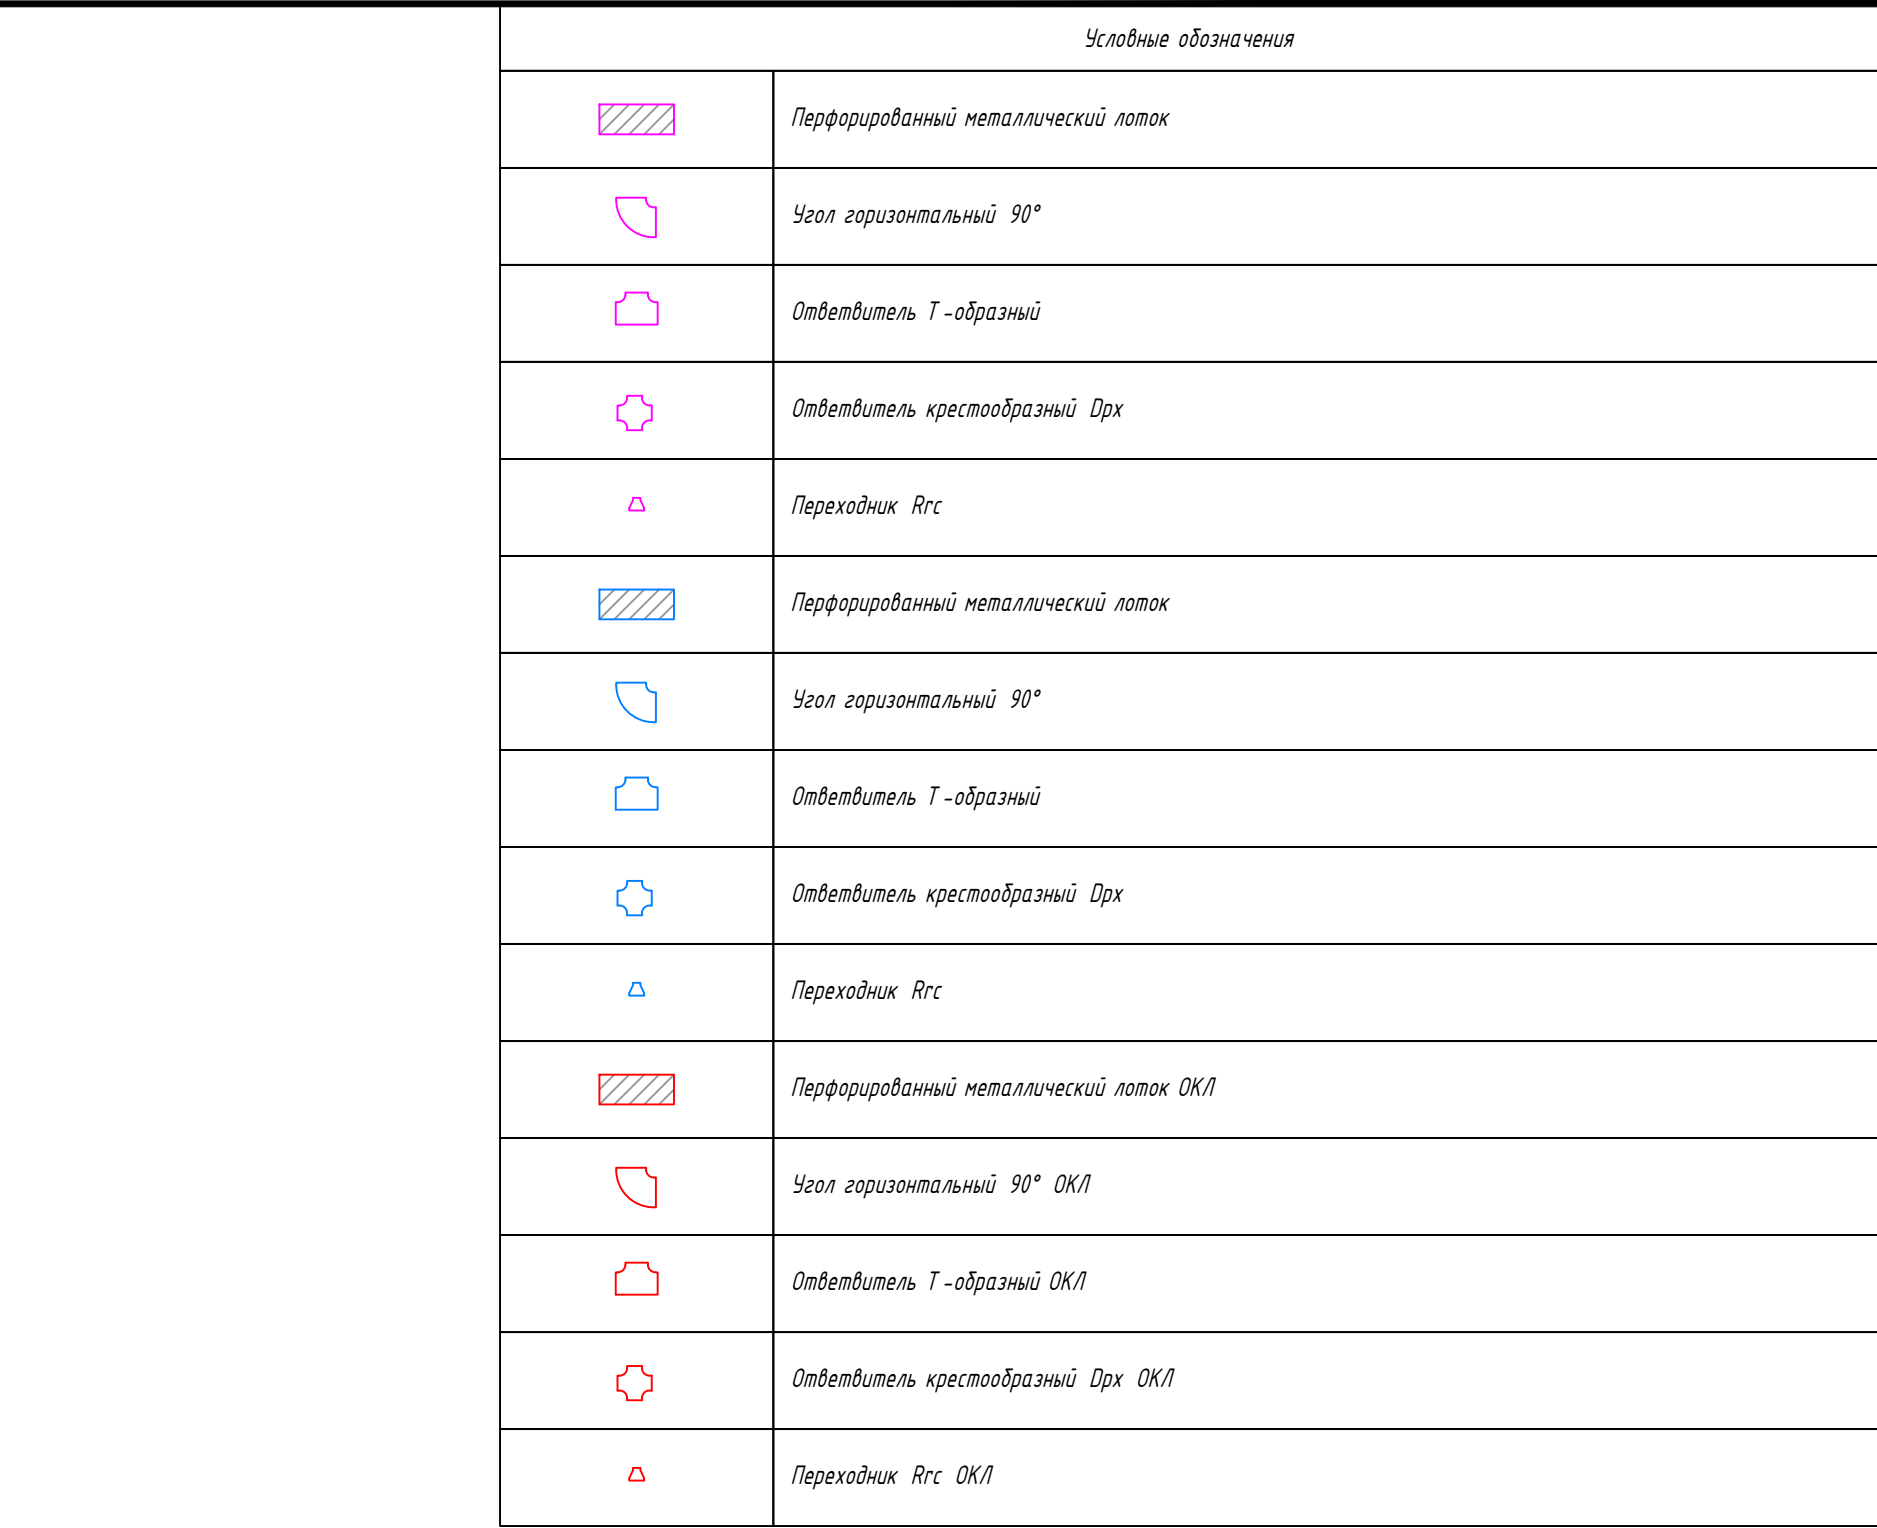 Условные обозначения
Перфорированный металлический лоток
Угол горизонтальный 90°
Ответвитель Т-образный
Ответвитель крестообразный Dpx
Переходник Rrc
Перфорированный металлический лоток
Угол горизонтальный 90°
Ответвитель Т-образный
Ответвитель крестообразный Dpx
Переходник Rrc
Перфорированный металлический лоток ОКЛ
Угол горизонтальный 90° ОКЛ
Ответвитель Т-образный ОКЛ
Ответвитель крестообразный Dpx ОКЛ
Переходник Rrc ОКЛ